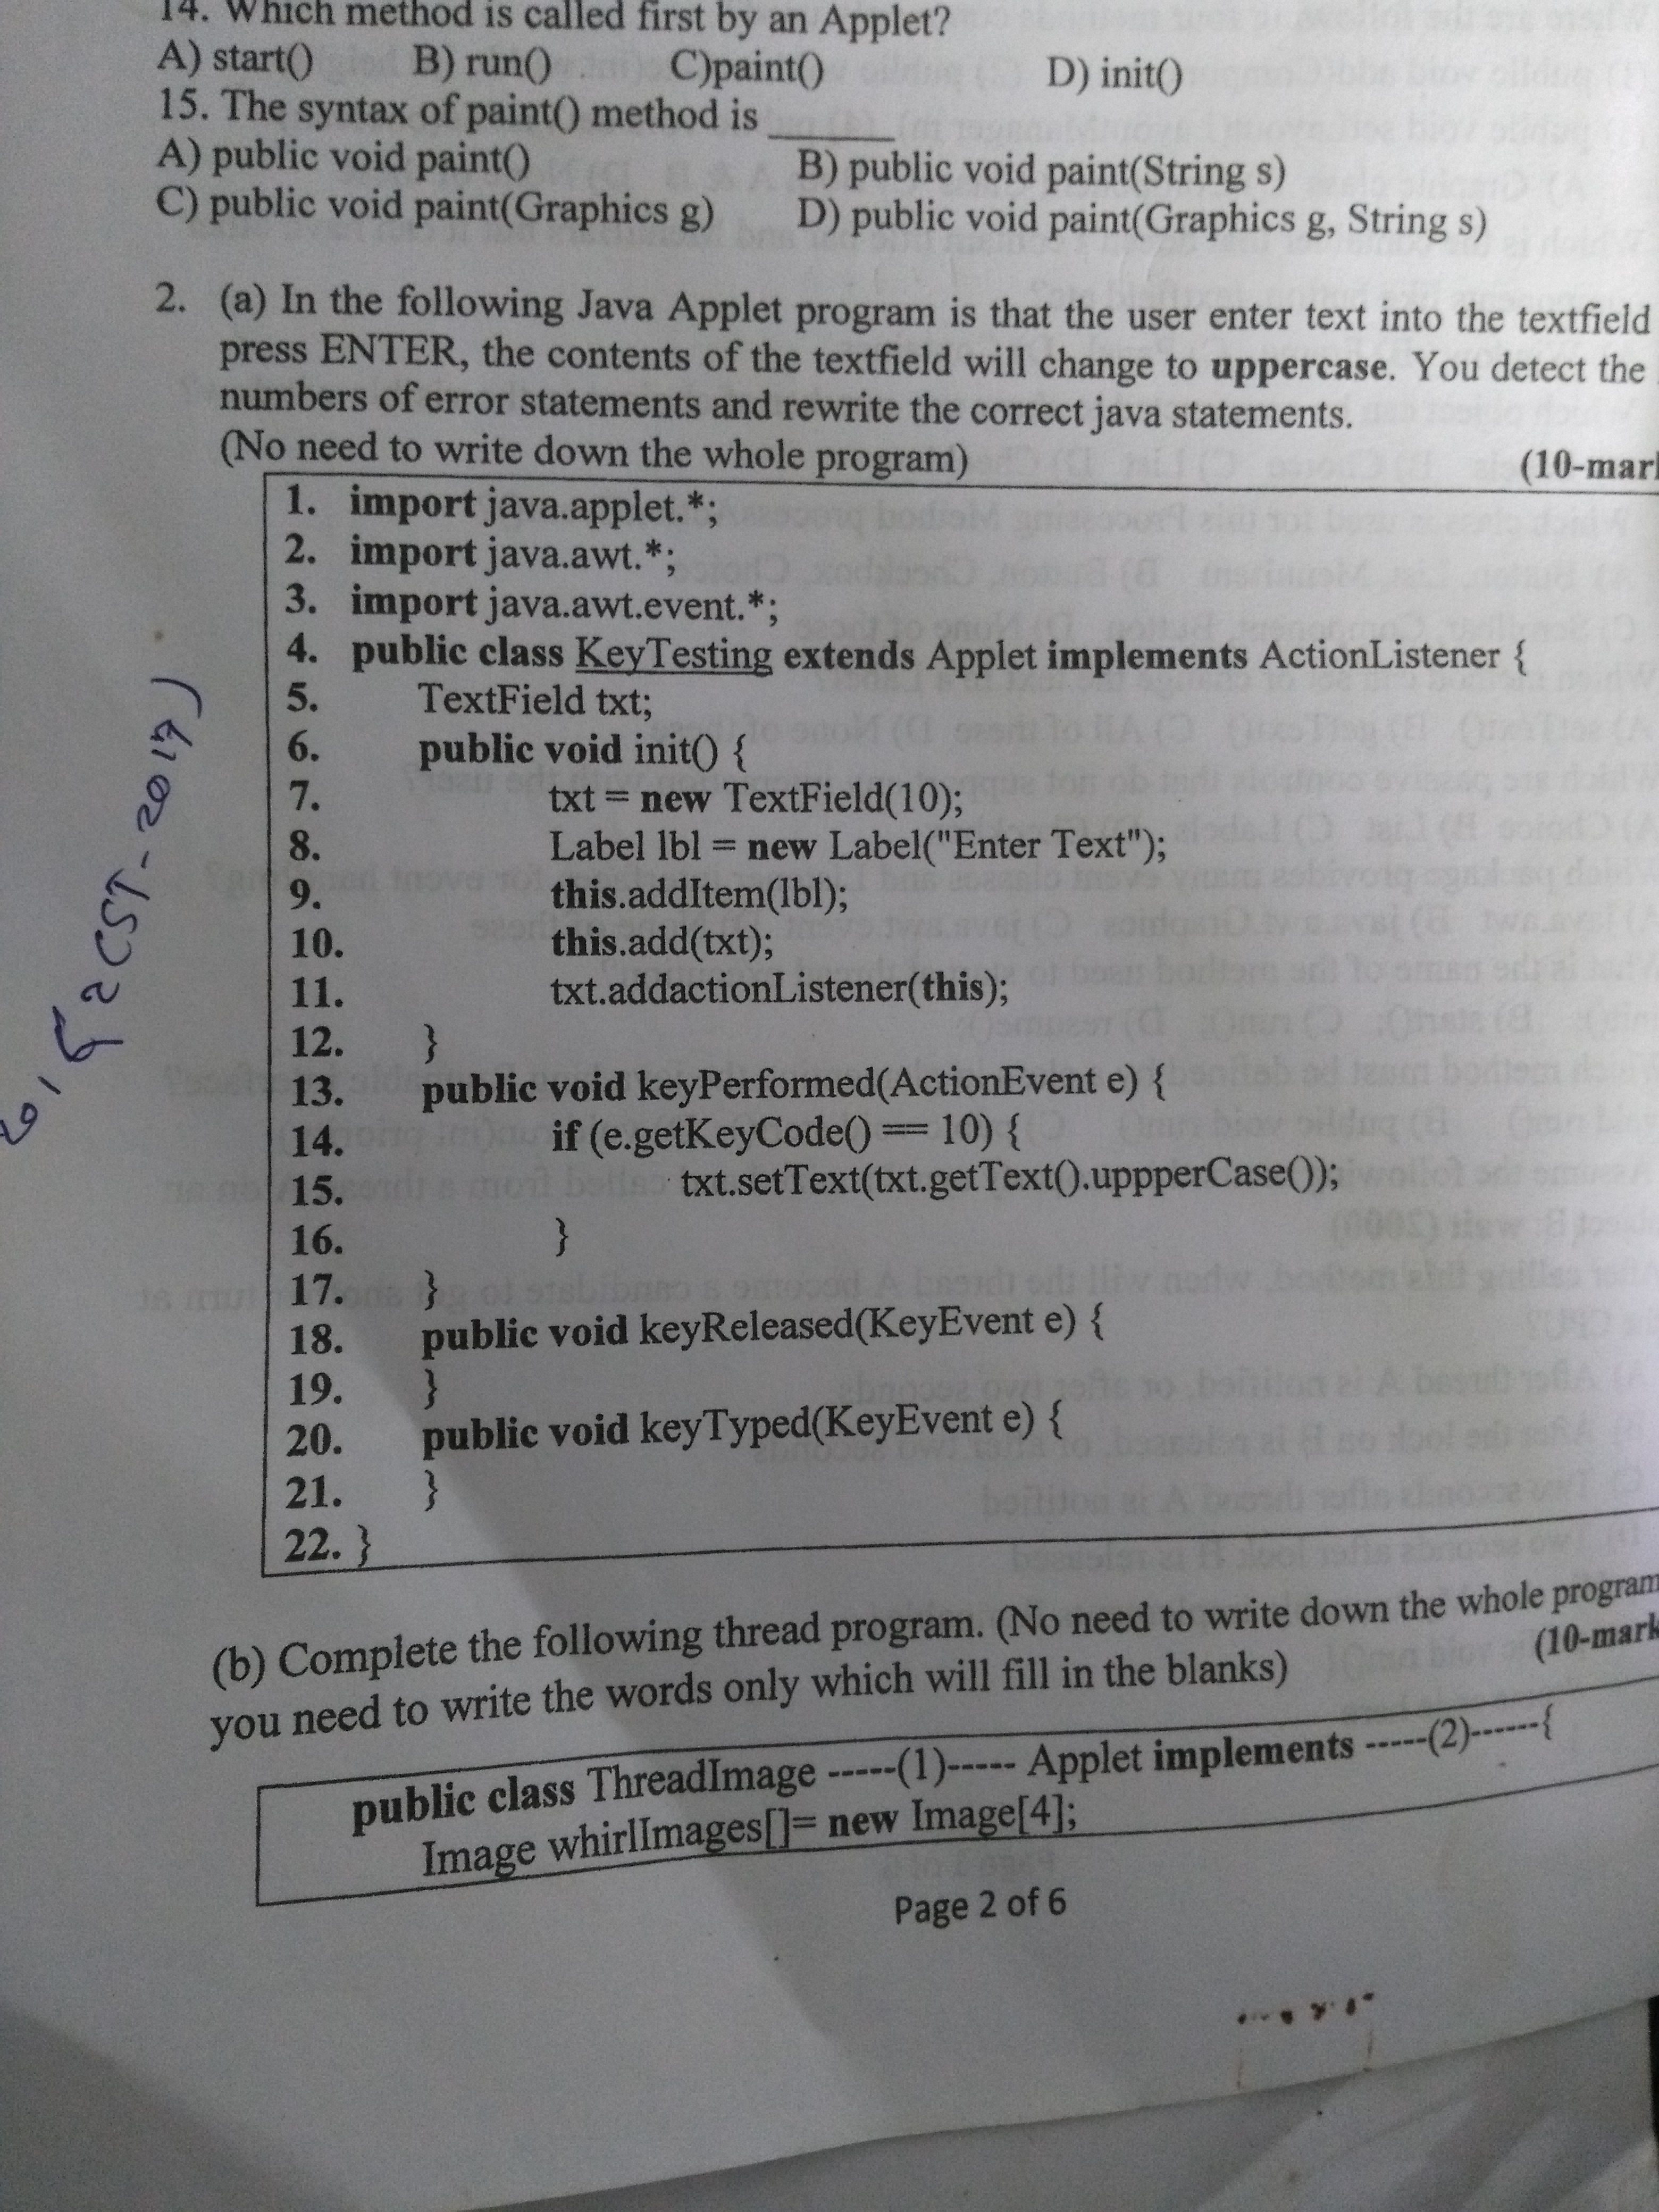 14. Which method is called first by an Applet?
A) start() B) run() C)paint() D) init()
15. The syntax of paint() method is ______
A) public void paint() B) public void paint(String s)
C) public void paint(Graphics g) D) public void paint(Graphics g, String s)
2. (a) In the following Java Applet program is that the user enter text into the textfield
press ENTER, the contents of the textfield will change to uppercase. You detect the
numbers of error statements and rewrite the correct java statements.
(No need to write down the whole program) (10-mar
1. import java.applet.*;
2. import java.awt.*;
3. import java.awt.event.*;
4. public class KeyTesting extends Applet implements ActionListener {
5. TextField txt;
6. public void init() {
7. txt = new TextField(10);
8. Label lbl = new Label("Enter Text");
9. this.addItem(lbl);
10. this.add(txt);
11. txt.addactionListener(this);
12. }
13. public void keyPerformed(ActionEvent e) {
14. if (e.getKeyCode() == 10) {
15. txt.setText(txt.getText().uppperCase());
16. }
17. }
18. public void keyReleased(KeyEvent e) {
19. }
20. public void keyTyped(KeyEvent e) {
21. }
22. }
(b) Complete the following thread program. (No need to write down the whole program
you need to write the words only which will fill in the blanks) (10-mark
public class ThreadImage -----(1)----- Applet implements -----(2)------{
Image whirlImages[]= new Image[4];
Page 2 of 6
2 CST - 2017)